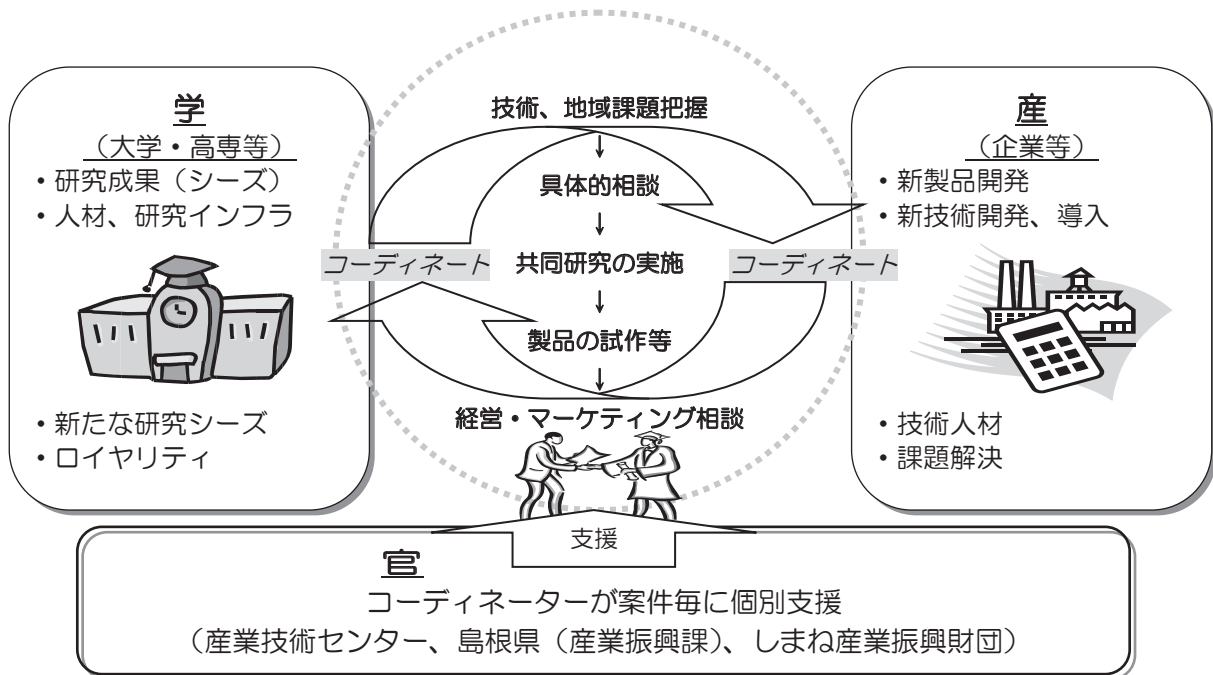 学
（大学・高専等）
・研究成果（シーズ）
・人材、研究インフラ
・新たな研究シーズ
・ロイヤリティ
技術、地域課題把握
具体的相談
コーディネート
共同研究の実施
コーディネート
製品の試作等
経営・マーケティング相談
産
（企業等）
・新製品開発
・新技術開発、導入
・技術人材
・課題解決
支援
官
コーディネーターが案件毎に個別支援
（産業技術センター、島根県（産業振興課）、しまね産業振興財団）